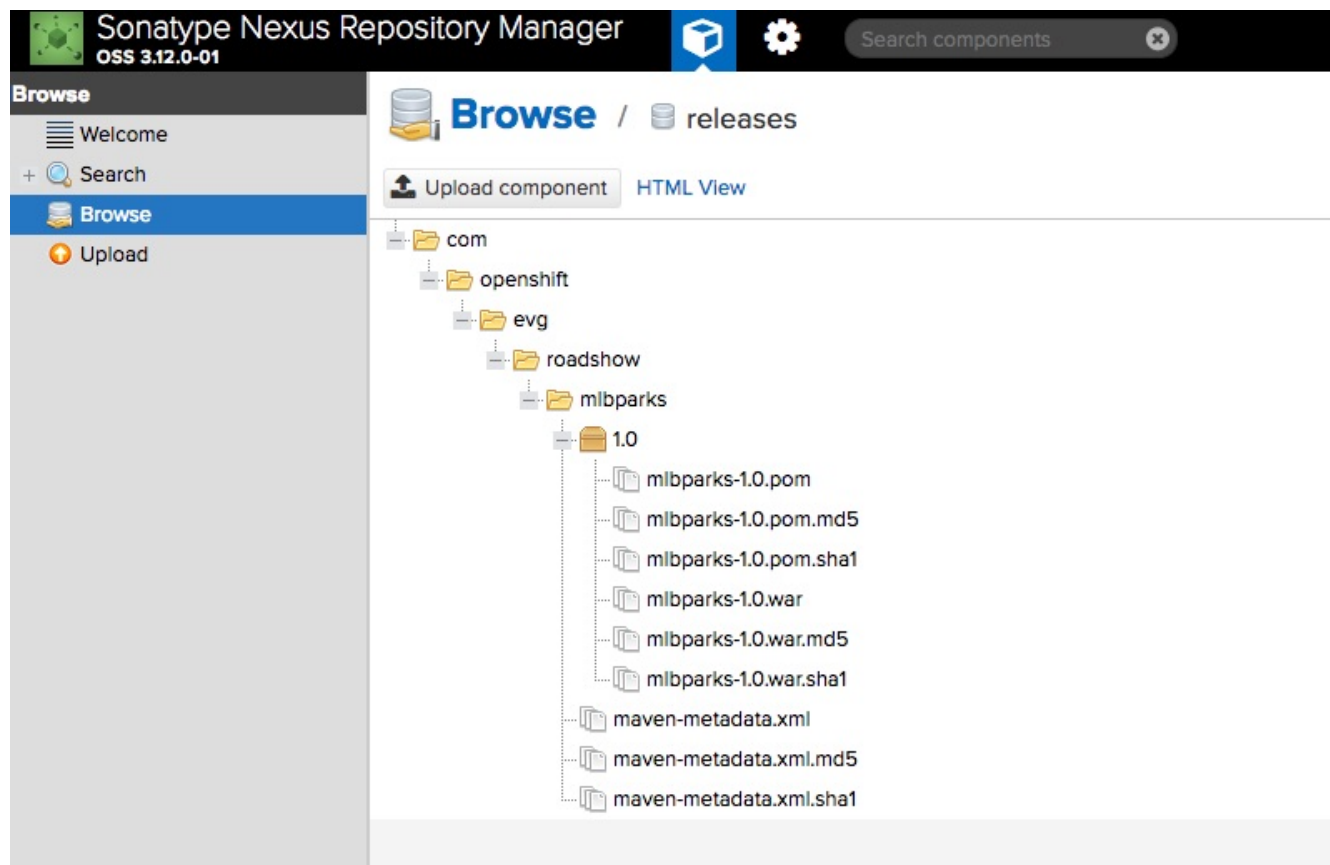 Sonatype Nexus Repository Manager
OSS 3.12.0-01
Search components
Browse
Welcome
Search
Browse
Upload
Browse / releases
Upload component HTML View
com
openshift
evg
roadshow
mlbparks
1.0
mlbparks-1.0.pom
mlbparks-1.0.pom.md5
mlbparks-1.0.pom.sha1
mlbparks-1.0.war
mlbparks-1.0.war.md5
mlbparks-1.0.war.sha1
maven-metadata.xml
maven-metadata.xml.md5
maven-metadata.xml.sha1